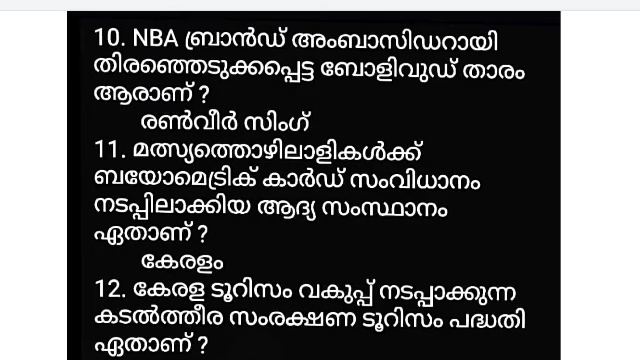 10. NBA ബ്രാൻഡ് അംബാസിഡറായി
തിരഞ്ഞെടുക്കപ്പെട്ട ബോളിവുഡ് താരം
ആരാണ് ?
രൺവീർ സിംഗ്
11. മത്സ്യത്തൊഴിലാളികൾക്ക്
ബയോമെട്രിക് കാർഡ് സംവിധാനം
നടപ്പിലാക്കിയ ആദ്യ സംസ്ഥാനം
ഏതാണ് ?
കേരളം
12. കേരള ടൂറിസം വകുപ്പ് നടപ്പാക്കുന്ന
കടൽത്തീര സംരക്ഷണ ടൂറിസം പദ്ധതി
ഏതാണ് ?